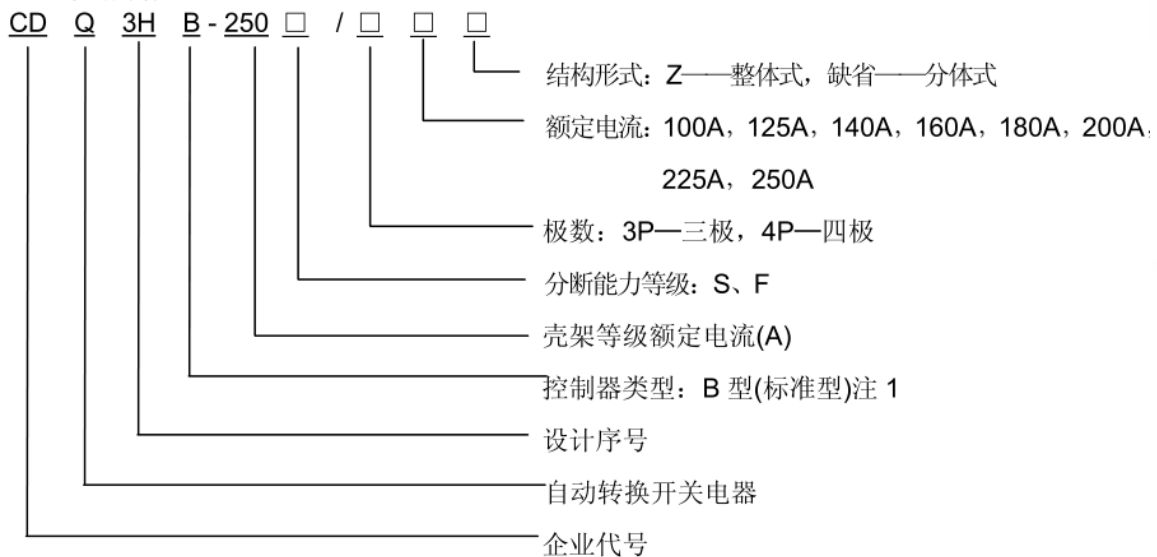 CD Q 3H B - 250 □ / □ □ □
结构形式：Z——整体式，缺省——分体式
额定电流：100A，125A，140A，160A，180A，200A，
225A，250A
极数：3P—三极，4P—四极
分断能力等级：S、F
壳架等级额定电流(A)
控制器类型：B 型(标准型)注 1
设计序号
自动转换开关电器
企业代号